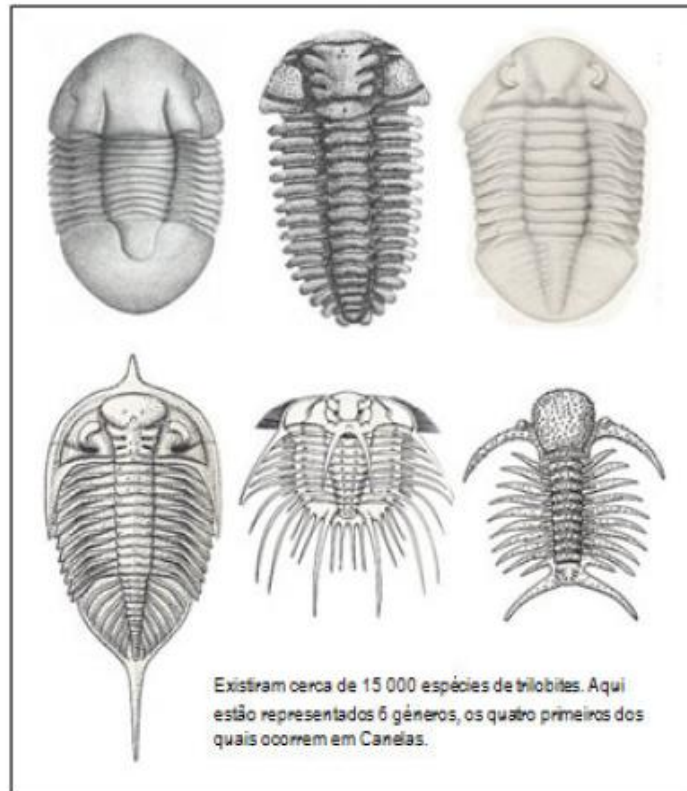 Existiram cerca de 15 000 espécies de trilobites. Aqui
estão representados 6 géneros, os quatro primeiros dos
quais ocorrem em Canelas.